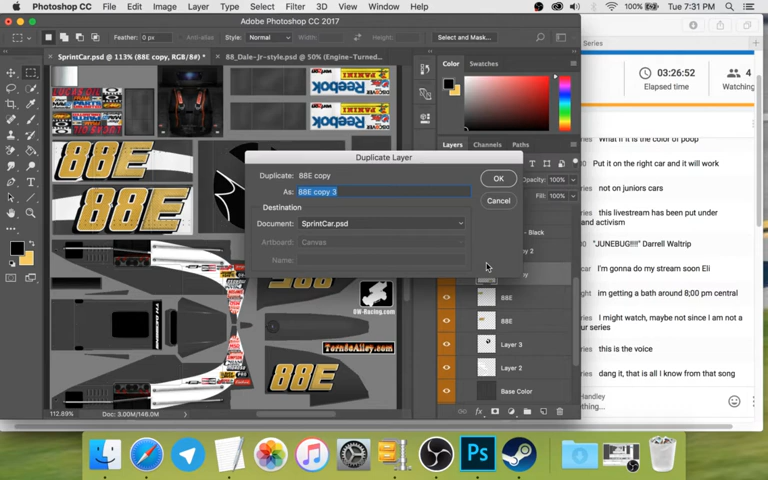 Photoshop CC File Edit Image Layer Type Select Filter 3D View Window Help 100% Tue 7:31 PM
Adobe Photoshop CC 2017
Feather: 0 px Style: Normal Select and Mask...
SprintCar.psd @ 113% (88E copy, RGB/8#) * 88_Dale-Jr-style.psd @ 50% (Engine-Turned...
Color Swatches
Series
03:26:52 4
Elapsed time Watching
Layers Channels Paths
Reebok
PANINI
88E
88E
Duplicate Layer
Duplicate: 88E copy
As: 88E copy 3
Destination
Document: SprintCar.psd
Artboard: Canvas
Name:
OK
Cancel
Opacity: 100%
Fill: 100%
- Black
88E
88E
Layer 3
Layer 2
Base Color
BW-Racing.com
TornadoAlley.com
88E
112.89% Doc: 3.00M/146.0M
What if it is the color of poop
Put it on the right car and it will work
not on juniors cars
this livestream has been put under
and activism
"JUNEBUG!!!" Darrell Waltrip
I'm gonna do my stream soon Eli
im getting a bath around 8:00 pm central
I might watch, maybe not since I am not a
ur series
this is the voice
dang it, that is all I know from that song
Handley
Ps